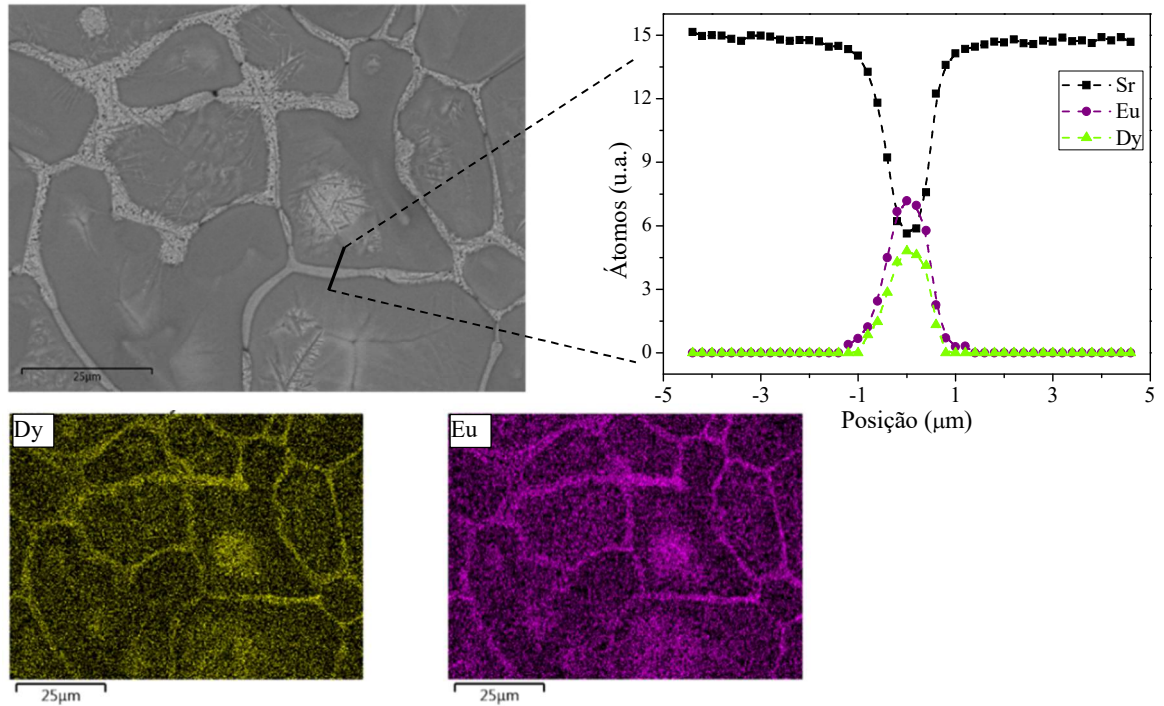 25µm
15
12
9
6
3
0
Átomos (u.a.)
Sr
Eu
Dy
-5
-3
-1
1
3
5
Posição (µm)
Dy
Eu
25µm
25µm